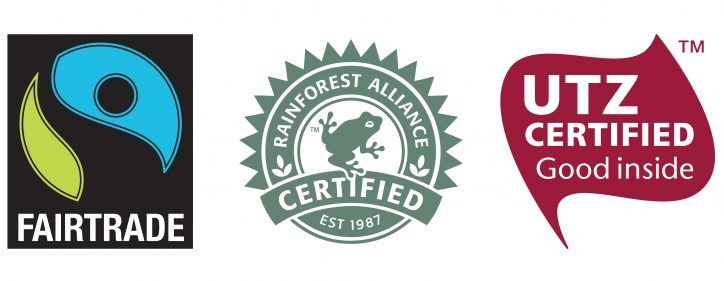 FAIRTRADE
RAINFOREST ALLIANCE
TM
CERTIFIED
EST 1987
TM
UTZ
CERTIFIED
Good inside